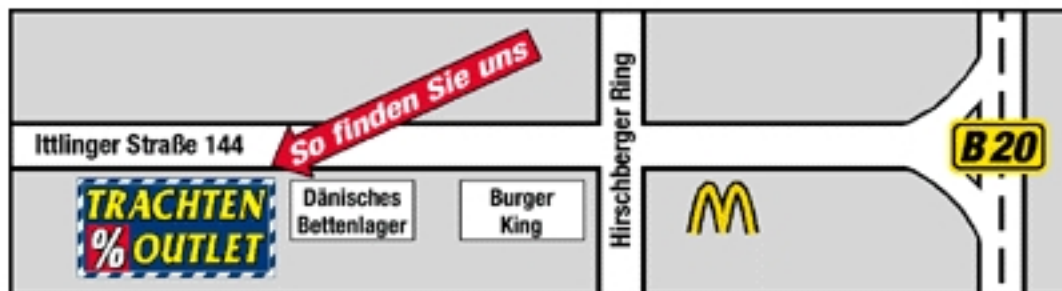 So finden Sie uns
Ittlinger Straße 144
Hirschberger Ring
B 20
TRACHTEN
% OUTLET
Dänisches
Bettenlager
Burger
King
M